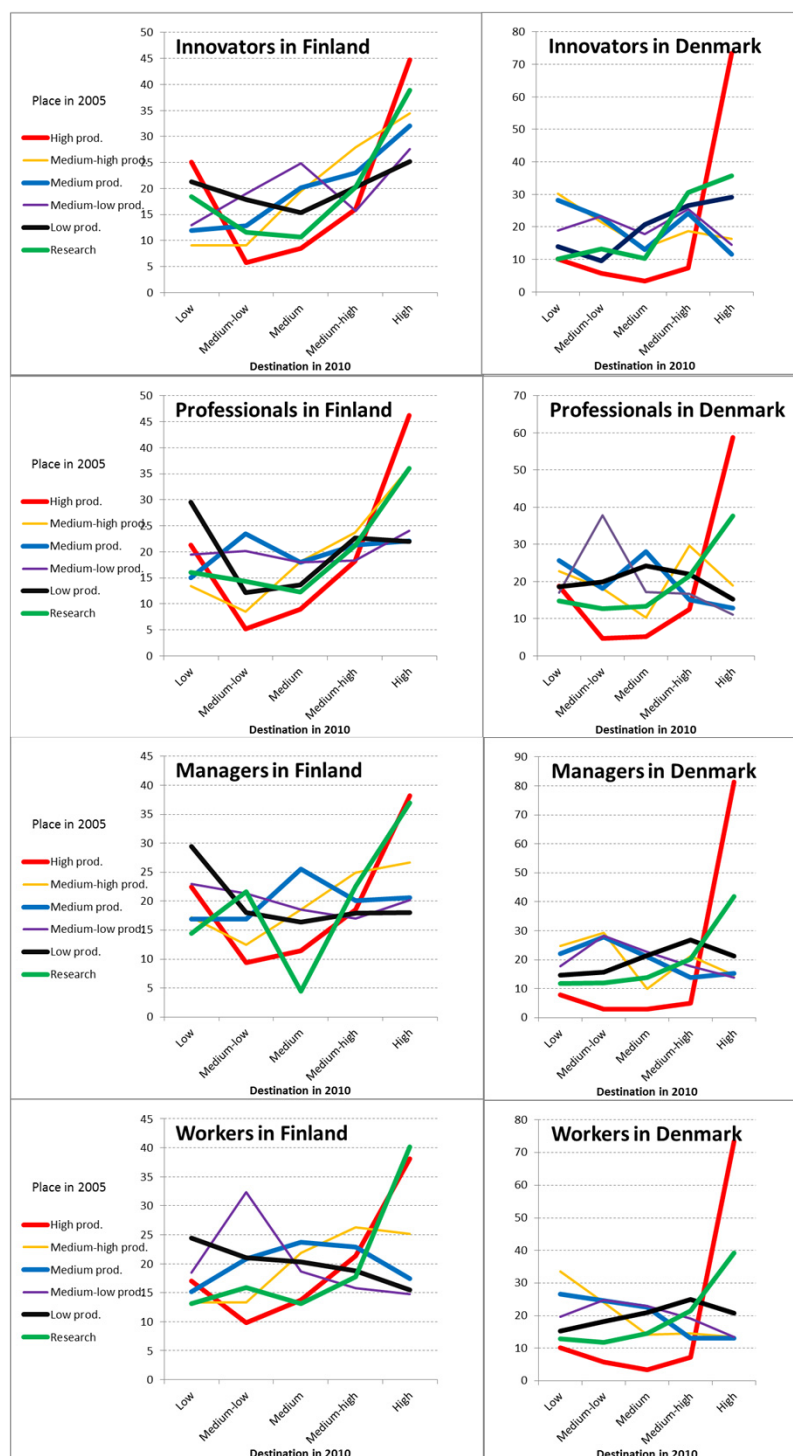 Innovators in Finland
50
45
40
35
30
25
20
15
10
5
0
Place in 2005
High prod.
Medium-high prod.
Medium prod.
Medium-low prod.
Low prod.
Research
Low
Medium-low
Medium
Medium-high
High
Destination in 2010
Innovators in Denmark
80
70
60
50
40
30
20
10
0
Low
Medium-low
Medium
Medium-high
High
Destination in 2010
Professionals in Finland
50
45
40
35
30
25
20
15
10
5
0
Place in 2005
High prod.
Medium-high prod.
Medium prod.
Medium-low prod.
Low prod.
Research
Low
Medium-low
Medium
Medium-high
High
Destination in 2010
Professionals in Denmark
70
60
50
40
30
20
10
0
Low
Medium-low
Medium
Medium-high
High
Destination in 2010
Managers in Finland
45
40
35
30
25
20
15
10
5
0
Place in 2005
High prod.
Medium-high prod.
Medium prod.
Medium-low prod.
Low prod.
Research
Low
Medium-low
Medium
Medium-high
High
Destination in 2010
Managers in Denmark
90
80
70
60
50
40
30
20
10
0
Low
Medium-low
Medium
Medium-high
High
Destination in 2010
Workers in Finland
45
40
35
30
25
20
15
10
5
0
Place in 2005
High prod.
Medium-high prod.
Medium prod.
Medium-low prod.
Low prod.
Research
Low
Medium-low
Medium
Medium-high
High
Destination in 2010
Workers in Denmark
80
70
60
50
40
30
20
10
0
Low
Medium-low
Medium
Medium-high
High
Destination in 2010